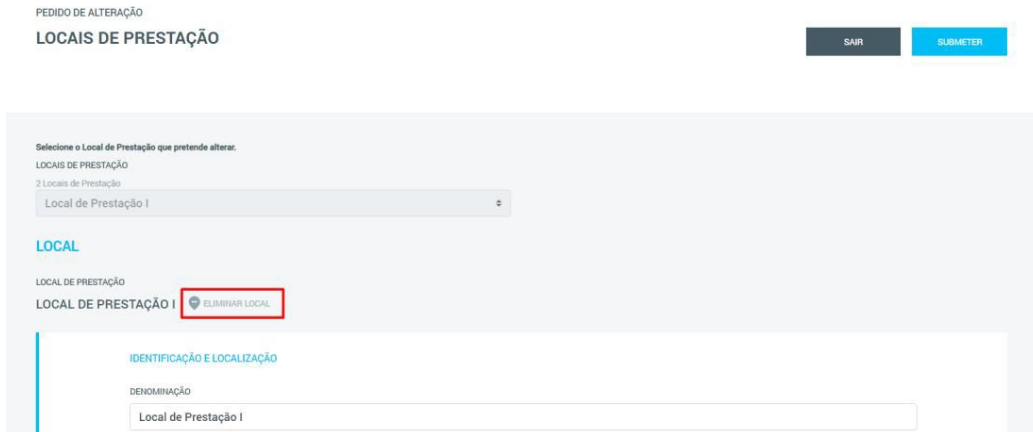 PEDIDO DE ALTERAÇÃO
LOCAIS DE PRESTAÇÃO
SAIR
SUBMETER
Selecione o Local de Prestação que pretende alterar.
LOCAIS DE PRESTAÇÃO
2 Locais de Prestação
Local de Prestação I
LOCAL
LOCAL DE PRESTAÇÃO
LOCAL DE PRESTAÇÃO I
ELIMINAR LOCAL
IDENTIFICAÇÃO E LOCALIZAÇÃO
DENOMINAÇÃO
Local de Prestação I